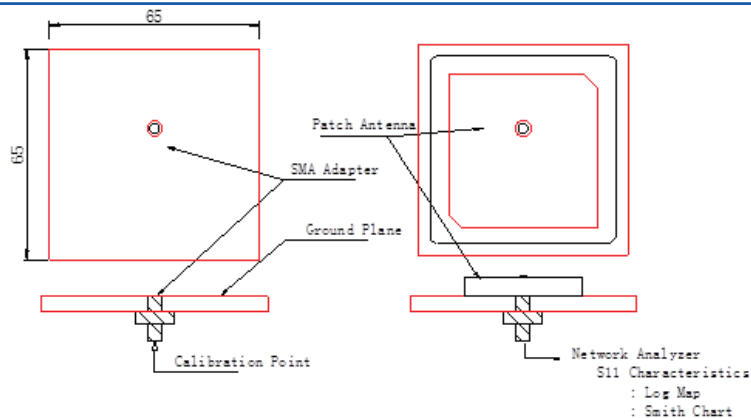 65
65
Patch Antenna
SMA Adapter
Ground Plane
Calibration Point
Network Analyzer
S11 Characteristics
: Log Map
: Smith Chart